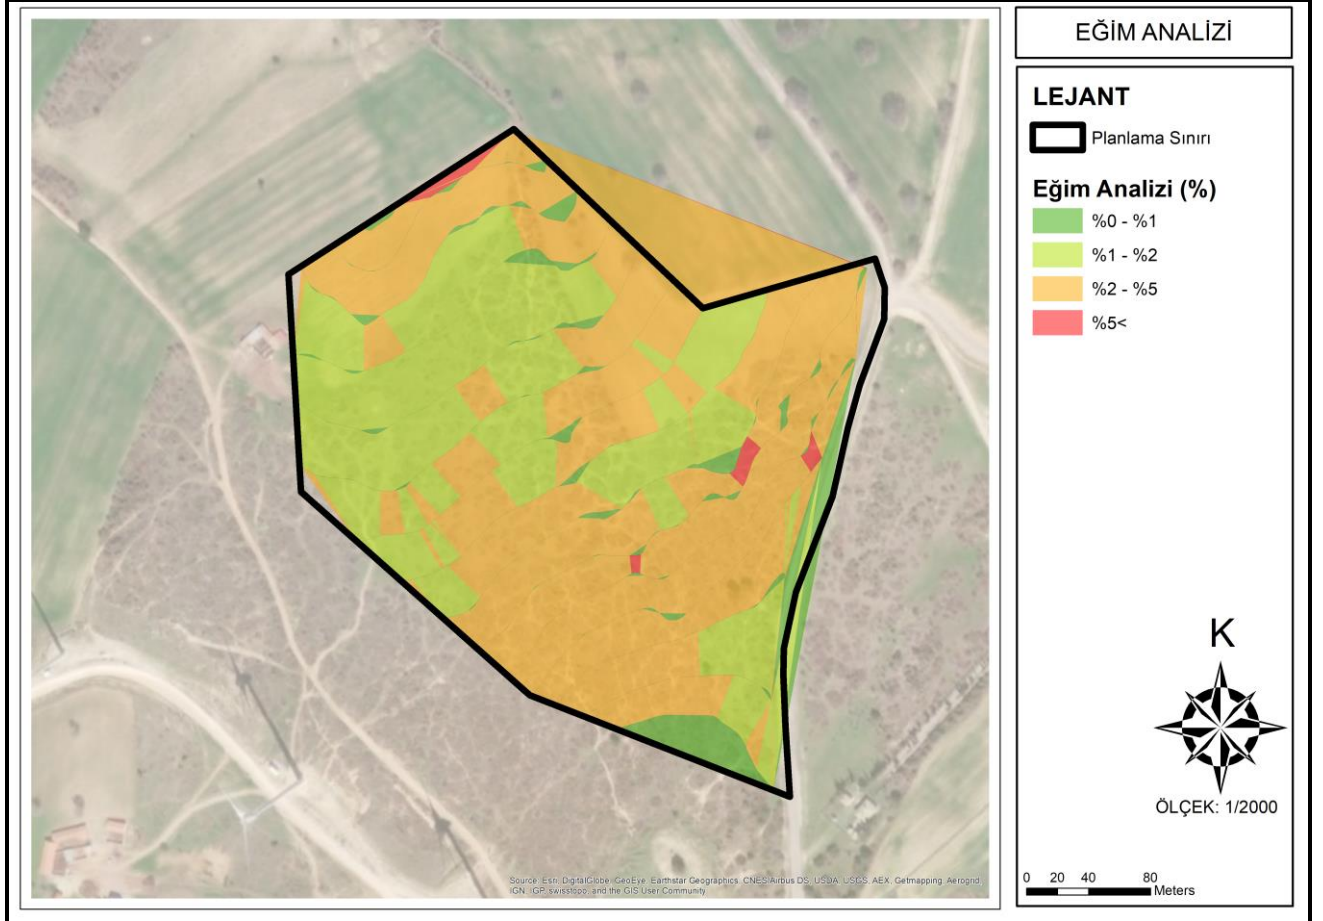 EĞİM ANALİZİ
LEJANT
Planlama Sınırı
Eğim Analizi (%)
%0 - %1
%1 - %2
%2 - %5
%5<
K
ÖLÇEK: 1/2000
0 20 40 80
Meters
Source: Esri, DigitalGlobe, GeoEye, Earthstar Geographics, CNES/Airbus DS, USDA, USGS, AEX, Getmapping, Aerogrid,
IGN, IGP, swisstopo, and the GIS User Community